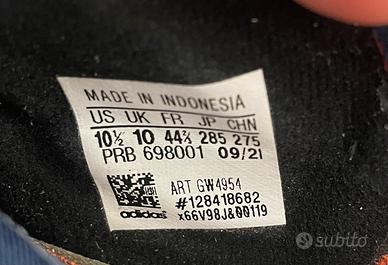 MADE IN INDONESIA
US UK FR JP CHN
10½ 10 44⅔ 285 275
PRB 698001 09/21
ART GW4954
#128418682
adidas x66V98J&00119
subito